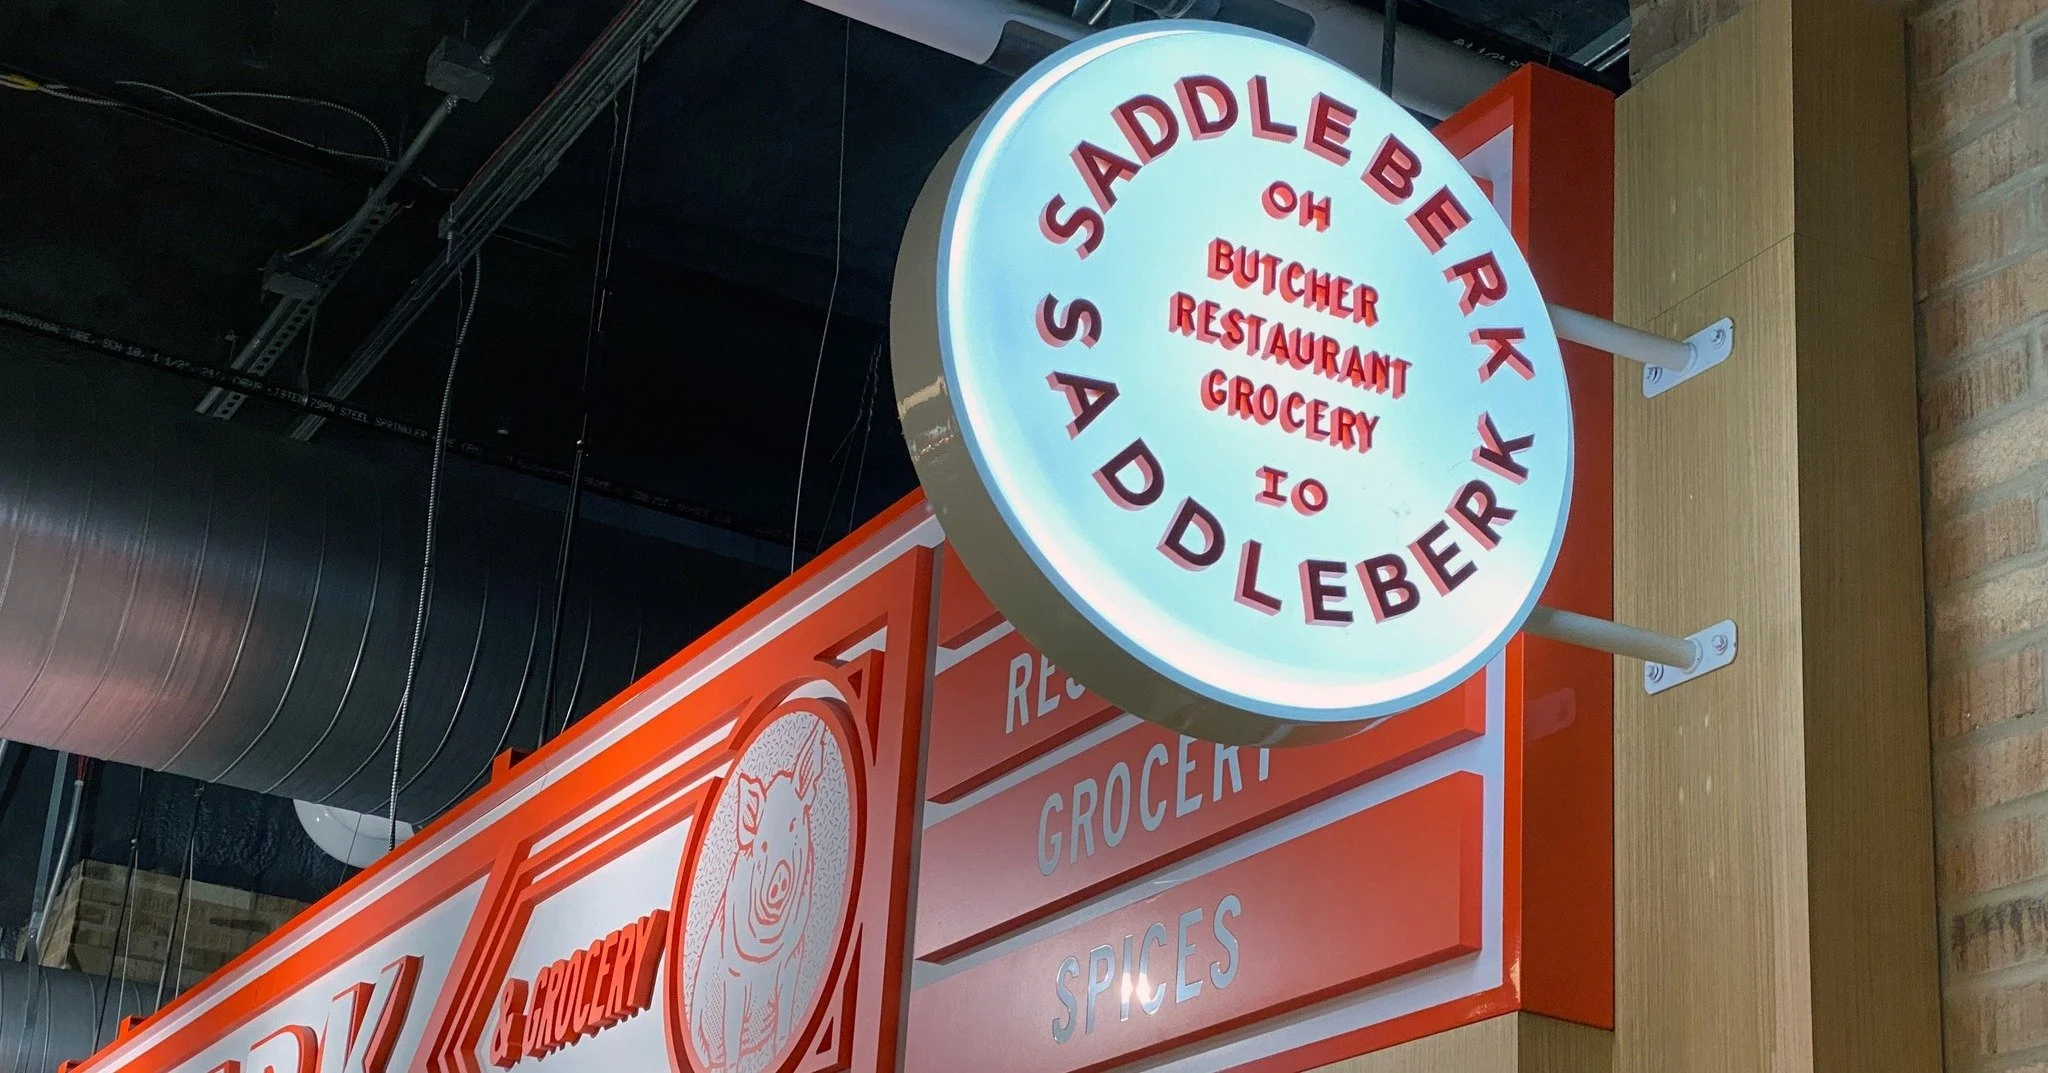 SADDLEBERK
OH
BUTCHER
RESTAURANT
GROCERY
IO
SADDLEBERK
GROCERY
SPICES
& GROCERY